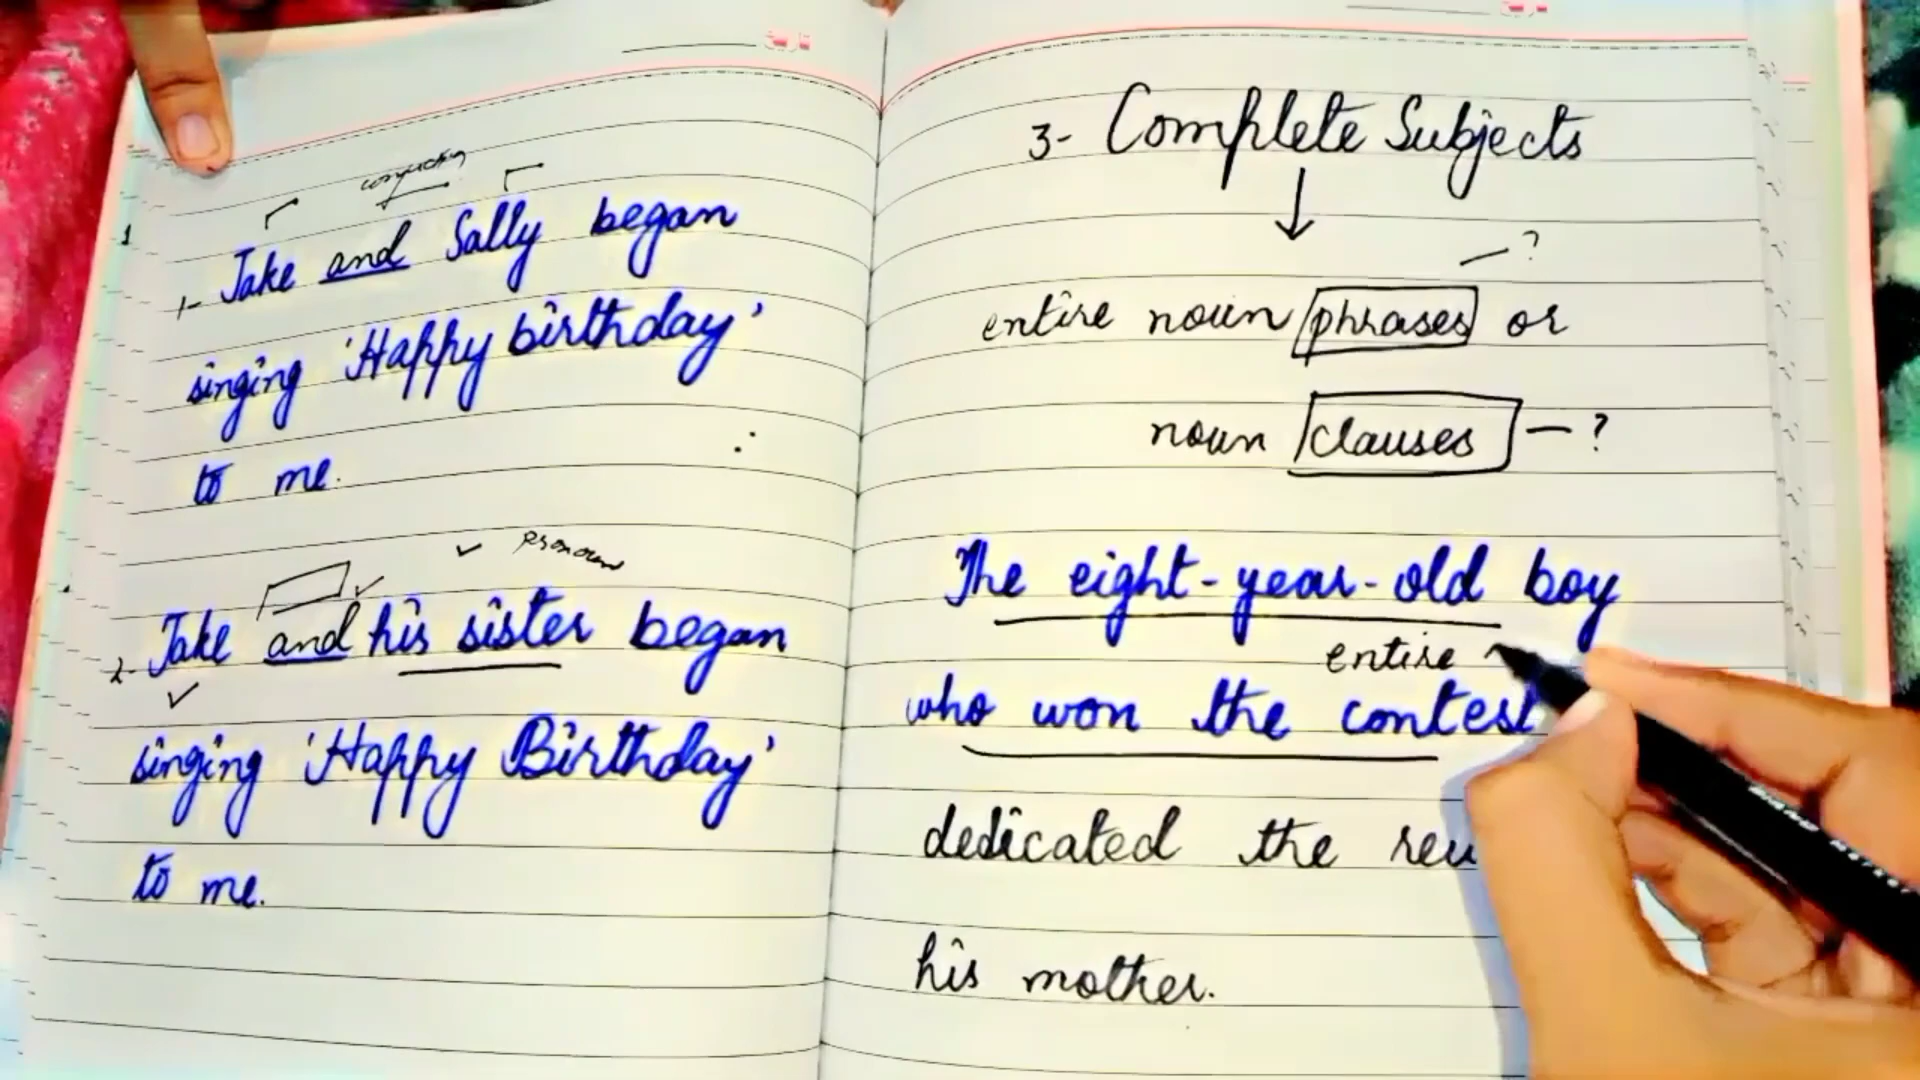 conjuction
1- Jake and Sally began
singing 'Happy birthday'
to me.
pronoun
2- Jake and his sister began
singing 'Happy Birthday'
to me.
3- Complete Subjects
— ?
entire noun phrases or
noun clauses — ?
The eight-year-old boy
entire
who won the contest
dedicated the
his mother.